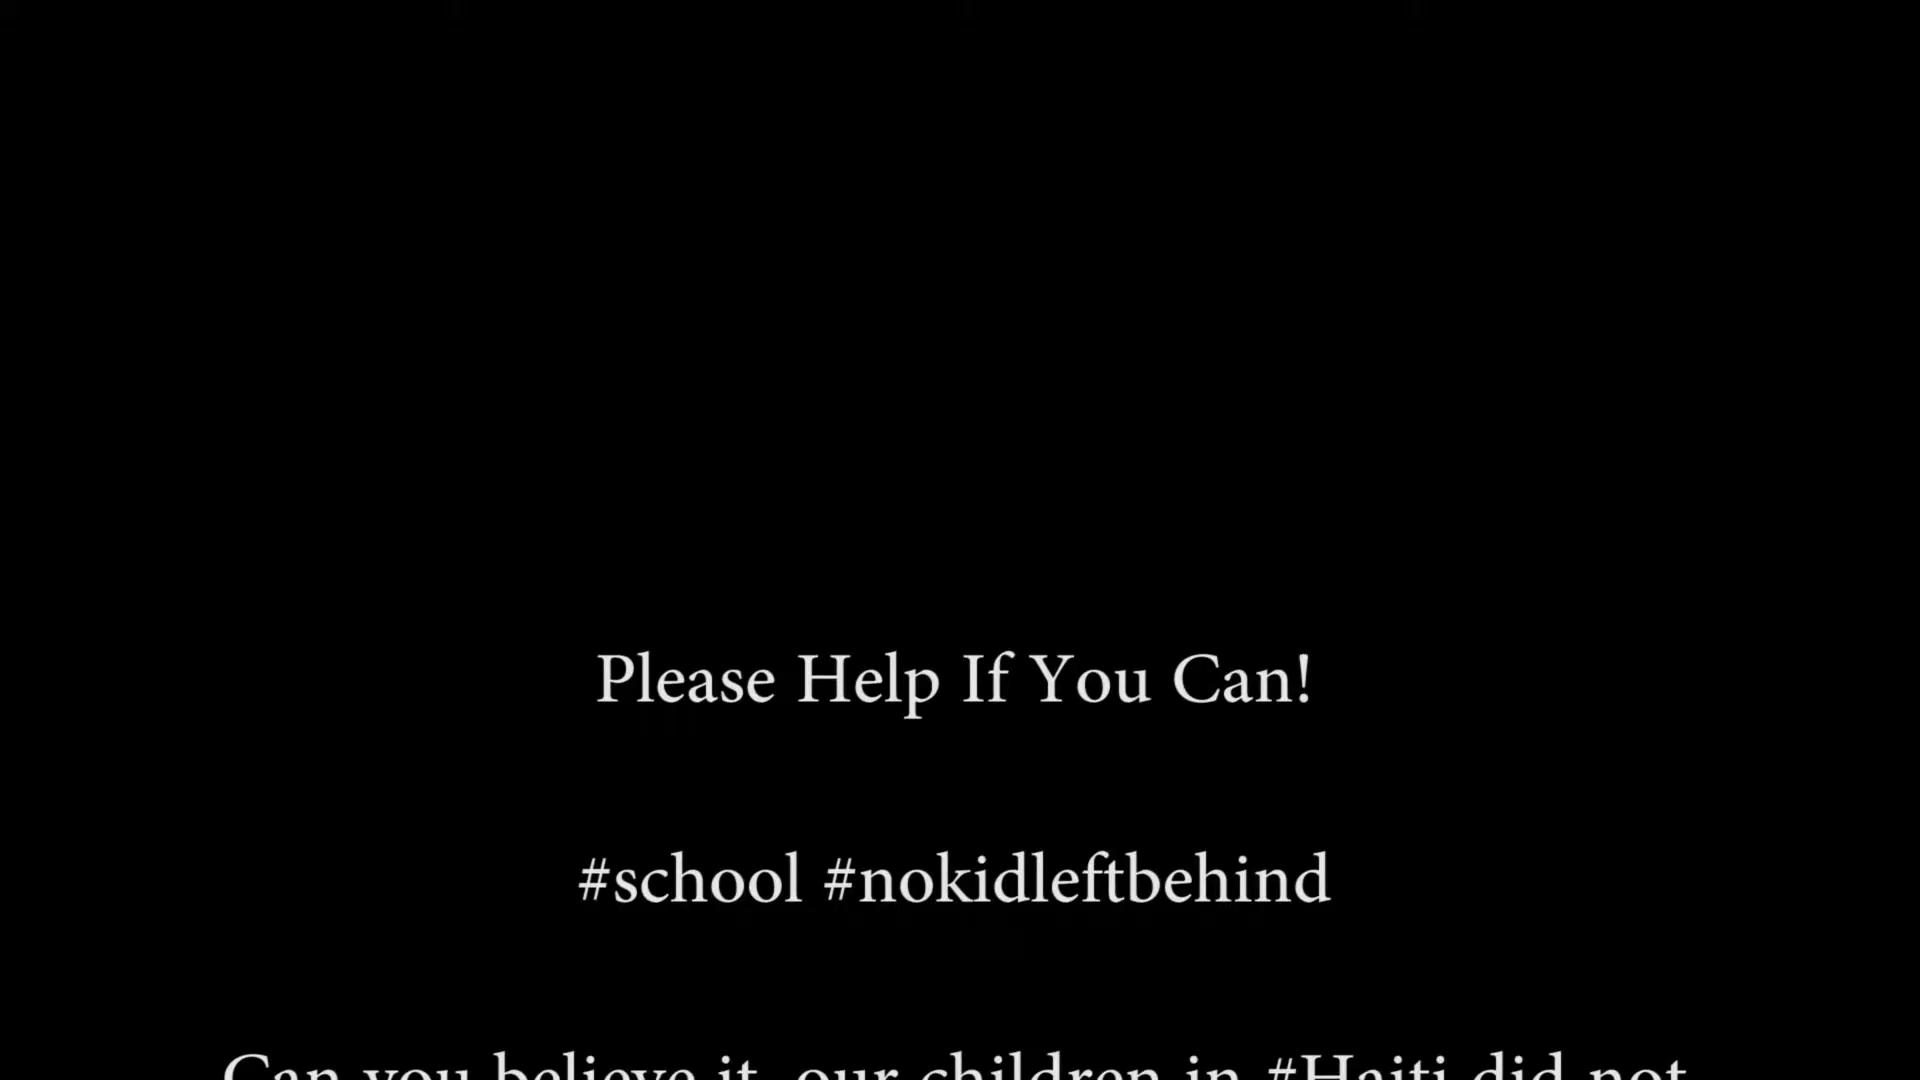 Please Help If You Can!
#school #nokidleftbehind
Can you believe it, our children in #Haiti did not